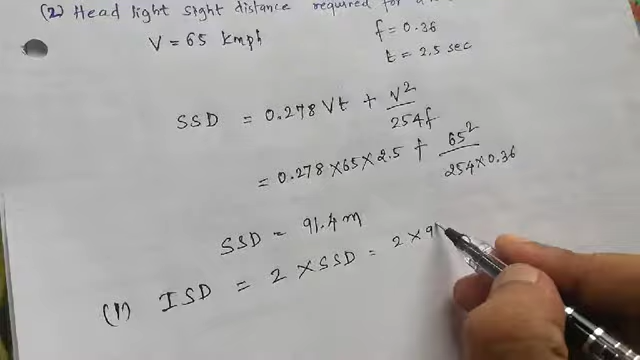 (2) Head light sight distance required for a
V = 65 kmph
f = 0.36
t = 2.5 sec
SSD = 0.278 Vt + V²/254f
= 0.278 × 65 × 2.5 + 65²/254×0.36
SSD = 91.4 m
(1) ISD = 2 × SSD = 2 × 9